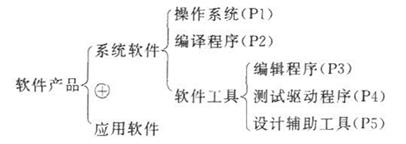 操作系统(P1)
系统软件
编译程序(P2)
软件产品
编辑程序(P3)
⊕
软件工具
测试驱动程序(P4)
应用软件
设计辅助工具(P5)